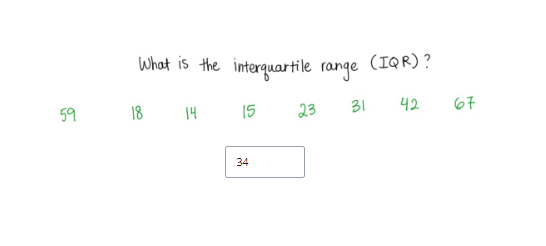 What is the interquartile range (IQR)?
59 18 14 15 23 31 42 67
34